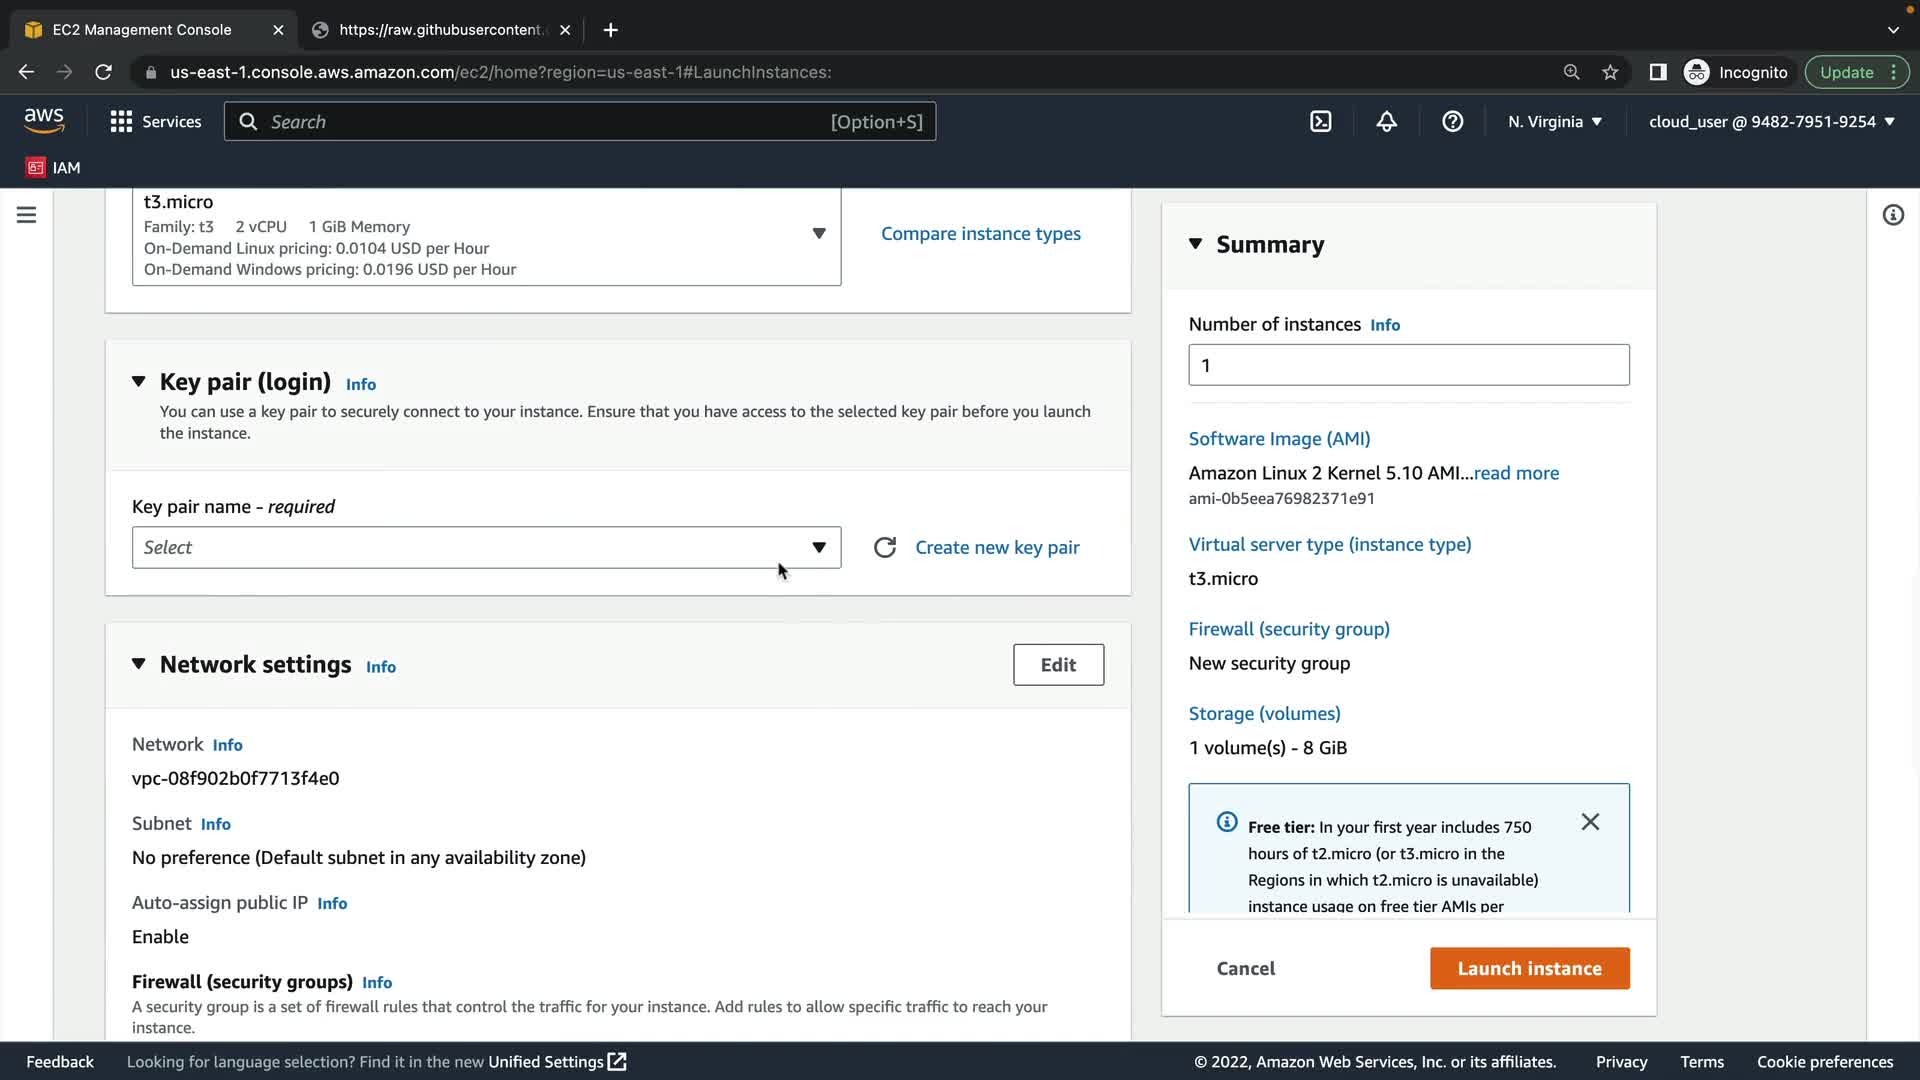 EC2 Management Console
https://raw.githubusercontent.
us-east-1.console.aws.amazon.com/ec2/home?region=us-east-1#LaunchInstances:
Incognito
Update
aws
Services
Search
[Option+S]
N. Virginia
cloud_user @ 9482-7951-9254
IAM
t3.micro
Family: t3 2 vCPU 1 GiB Memory
On-Demand Linux pricing: 0.0104 USD per Hour
On-Demand Windows pricing: 0.0196 USD per Hour
Compare instance types
Key pair (login) Info
You can use a key pair to securely connect to your instance. Ensure that you have access to the selected key pair before you launch
the instance.
Key pair name - required
Select
Create new key pair
Network settings Info
Edit
Network Info
vpc-08f902b0f7713f4e0
Subnet Info
No preference (Default subnet in any availability zone)
Auto-assign public IP Info
Enable
Firewall (security groups) Info
A security group is a set of firewall rules that control the traffic for your instance. Add rules to allow specific traffic to reach your
instance.
Summary
Number of instances Info
1
Software Image (AMI)
Amazon Linux 2 Kernel 5.10 AMI...read more
ami-0b5eea76982371e91
Virtual server type (instance type)
t3.micro
Firewall (security group)
New security group
Storage (volumes)
1 volume(s) - 8 GiB
Free tier: In your first year includes 750
hours of t2.micro (or t3.micro in the
Regions in which t2.micro is unavailable)
instance usage on free tier AMIs per
Cancel
Launch instance
Feedback
Looking for language selection? Find it in the new Unified Settings
© 2022, Amazon Web Services, Inc. or its affiliates.
Privacy
Terms
Cookie preferences